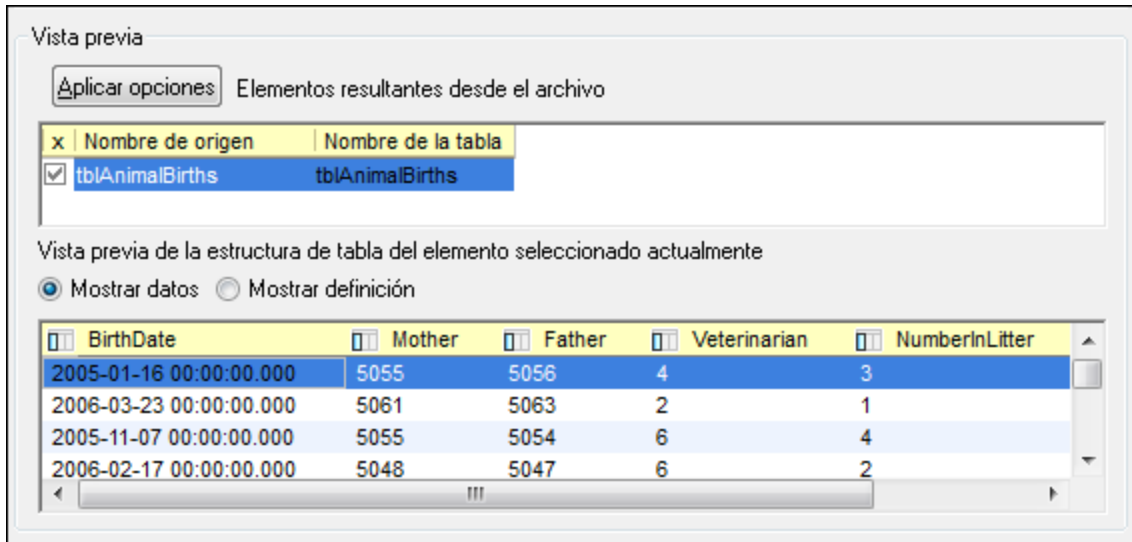 Vista previa
Aplicar opciones Elementos resultantes desde el archivo
x Nombre de origen Nombre de la tabla
tblAnimalBirths tblAnimalBirths
Vista previa de la estructura de tabla del elemento seleccionado actualmente
Mostrar datos Mostrar definición
BirthDate Mother Father Veterinarian NumberInLitter
2005-01-16 00:00:00.000 5055 5056 4 3
2006-03-23 00:00:00.000 5061 5063 2 1
2005-11-07 00:00:00.000 5055 5054 6 4
2006-02-17 00:00:00.000 5048 5047 6 2